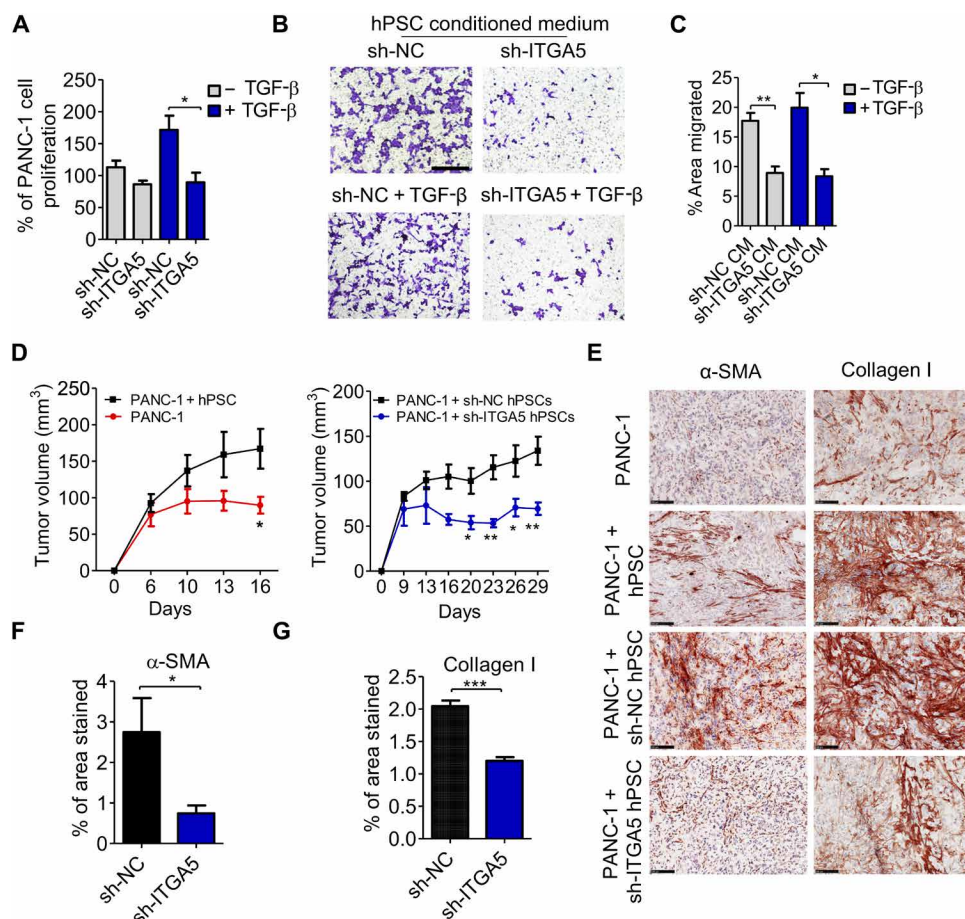 A
% of PANC-1 cell
proliferation
250
200
150
100
50
0
− TGF-β
+ TGF-β
*
sh-NC
sh-ITGA5
sh-NC
sh-ITGA5
B
hPSC conditioned medium
sh-NC
sh-ITGA5
sh-NC + TGF-β
sh-ITGA5 + TGF-β
C
% Area migrated
25
20
15
10
5
0
− TGF-β
+ TGF-β
**
*
sh-NC CM
sh-ITGA5 CM
sh-NC CM
sh-ITGA5 CM
D
Tumor volume (mm³)
200
150
100
50
0
PANC-1 + hPSC
PANC-1
*
0 6 10 13 16
Days
Tumor volume (mm³)
200
150
100
50
0
PANC-1 + sh-NC hPSCs
PANC-1 + sh-ITGA5 hPSCs
* ** * **
0 9 13 16 20 23 26 29
Days
E
α-SMA
Collagen I
PANC-1
PANC-1 +
hPSC
PANC-1 +
sh-NC hPSC
PANC-1 +
sh-ITGA5 hPSC
F
α-SMA
% of area stained
4
3
2
1
0
*
sh-NC
sh-ITGA5
G
Collagen I
% of area stained
2.0
1.5
1.0
0.5
0.0
***
sh-NC
sh-ITGA5